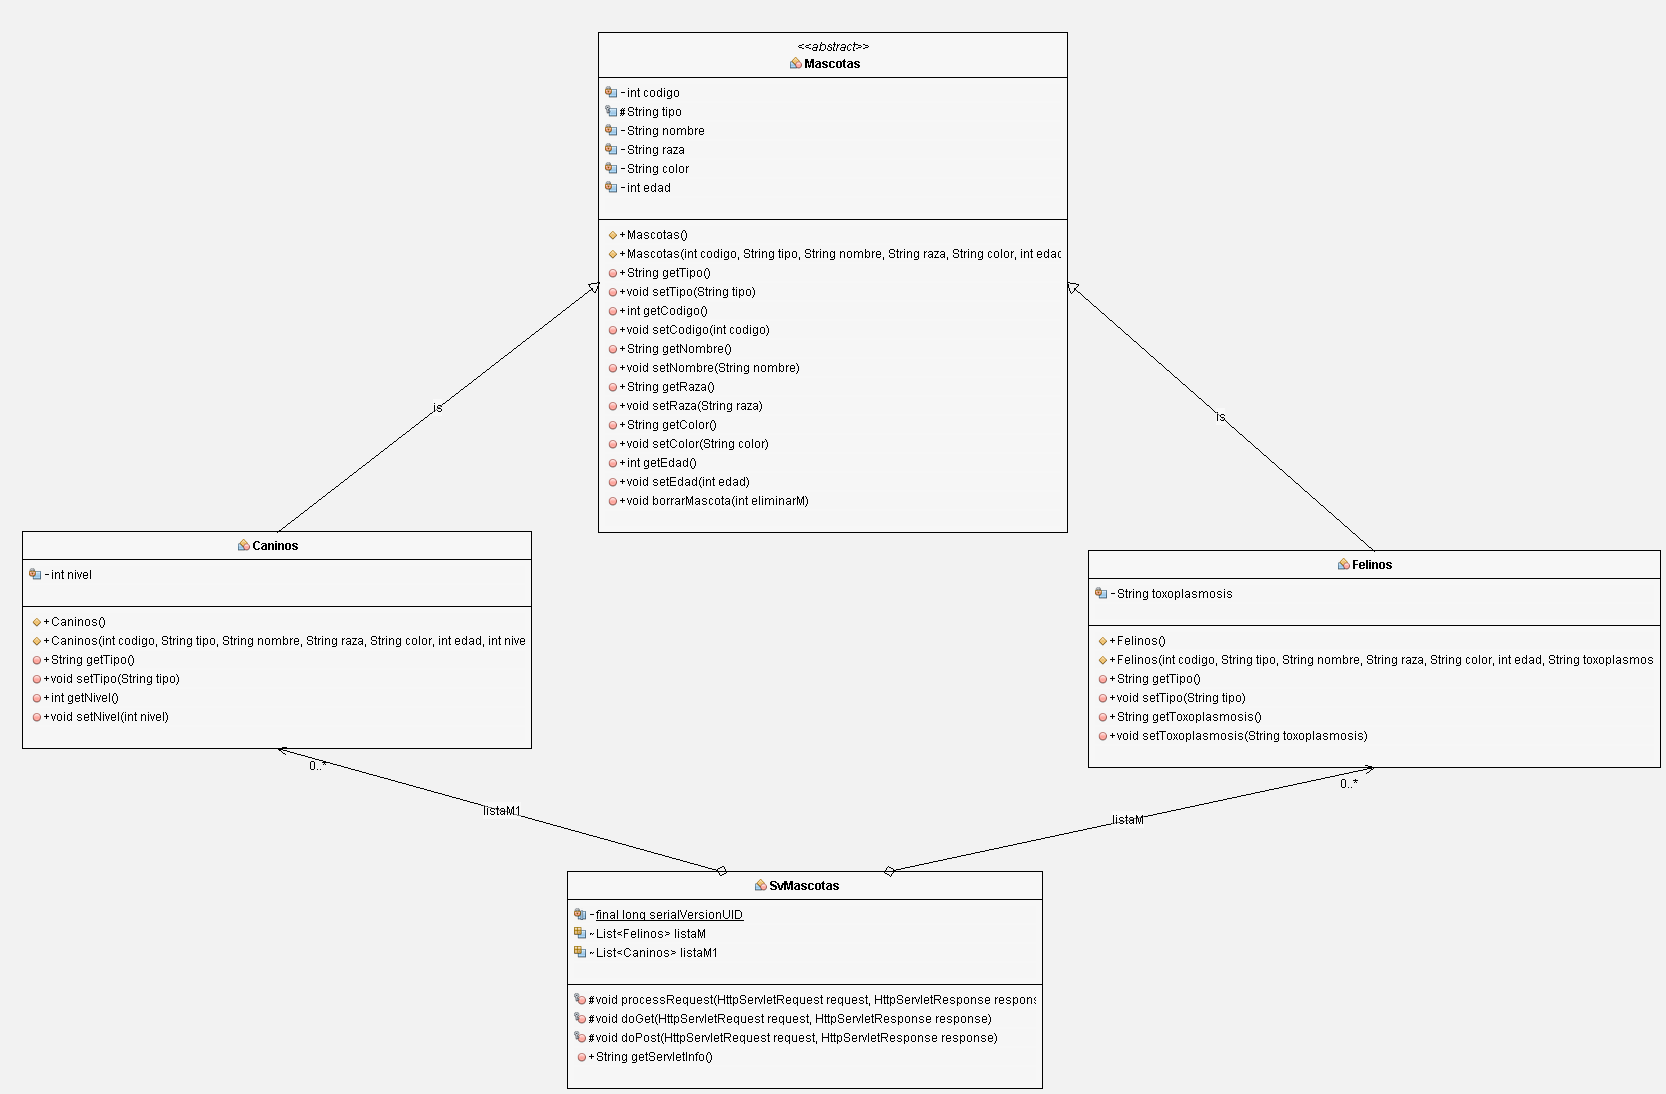 <<abstract>>
Mascotas
-int codigo
#String tipo
-String nombre
-String raza
-String color
-int edad
+Mascotas()
+Mascotas(int codigo, String tipo, String nombre, String raza, String color, int edad
+String getTipo()
+void setTipo(String tipo)
+int getCodigo()
+void setCodigo(int codigo)
+String getNombre()
+void setNombre(String nombre)
+String getRaza()
+void setRaza(String raza)
+String getColor()
+void setColor(String color)
+int getEdad()
+void setEdad(int edad)
+void borrarMascota(int eliminarM)
is
is
Caninos
-int nivel
+Caninos()
+Caninos(int codigo, String tipo, String nombre, String raza, String color, int edad, int nive
+String getTipo()
+void setTipo(String tipo)
+int getNivel()
+void setNivel(int nivel)
Felinos
-String toxoplasmosis
+Felinos()
+Felinos(int codigo, String tipo, String nombre, String raza, String color, int edad, String toxoplasmos
+String getTipo()
+void setTipo(String tipo)
+String getToxoplasmosis()
+void setToxoplasmosis(String toxoplasmosis)
0..*
listaM1
0..*
listaM
SvMascotas
-final long serialVersionUID
~List<Felinos> listaM
~List<Caninos> listaM1
#void processRequest(HttpServletRequest request, HttpServletResponse respons
#void doGet(HttpServletRequest request, HttpServletResponse response)
#void doPost(HttpServletRequest request, HttpServletResponse response)
+String getServletInfo()